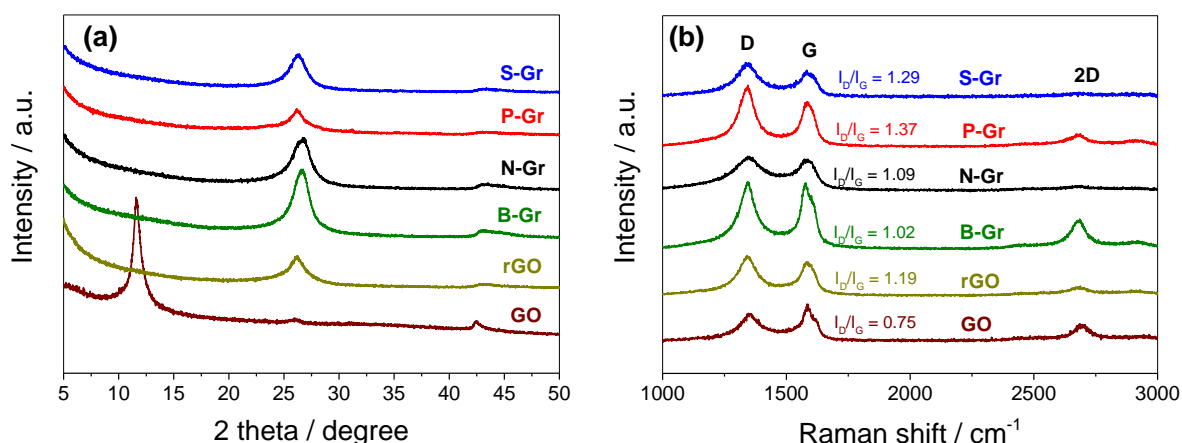 (a)
S-Gr
P-Gr
N-Gr
B-Gr
rGO
GO
Intensity / a.u.
5 10 15 20 25 30 35 40 45 50
2 theta / degree
(b)
D
G
2D
I_D/I_G = 1.29 S-Gr
I_D/I_G = 1.37 P-Gr
I_D/I_G = 1.09 N-Gr
I_D/I_G = 1.02 B-Gr
I_D/I_G = 1.19 rGO
I_D/I_G = 0.75 GO
Intensity / a.u.
1000 1500 2000 2500 3000
Raman shift / cm⁻¹